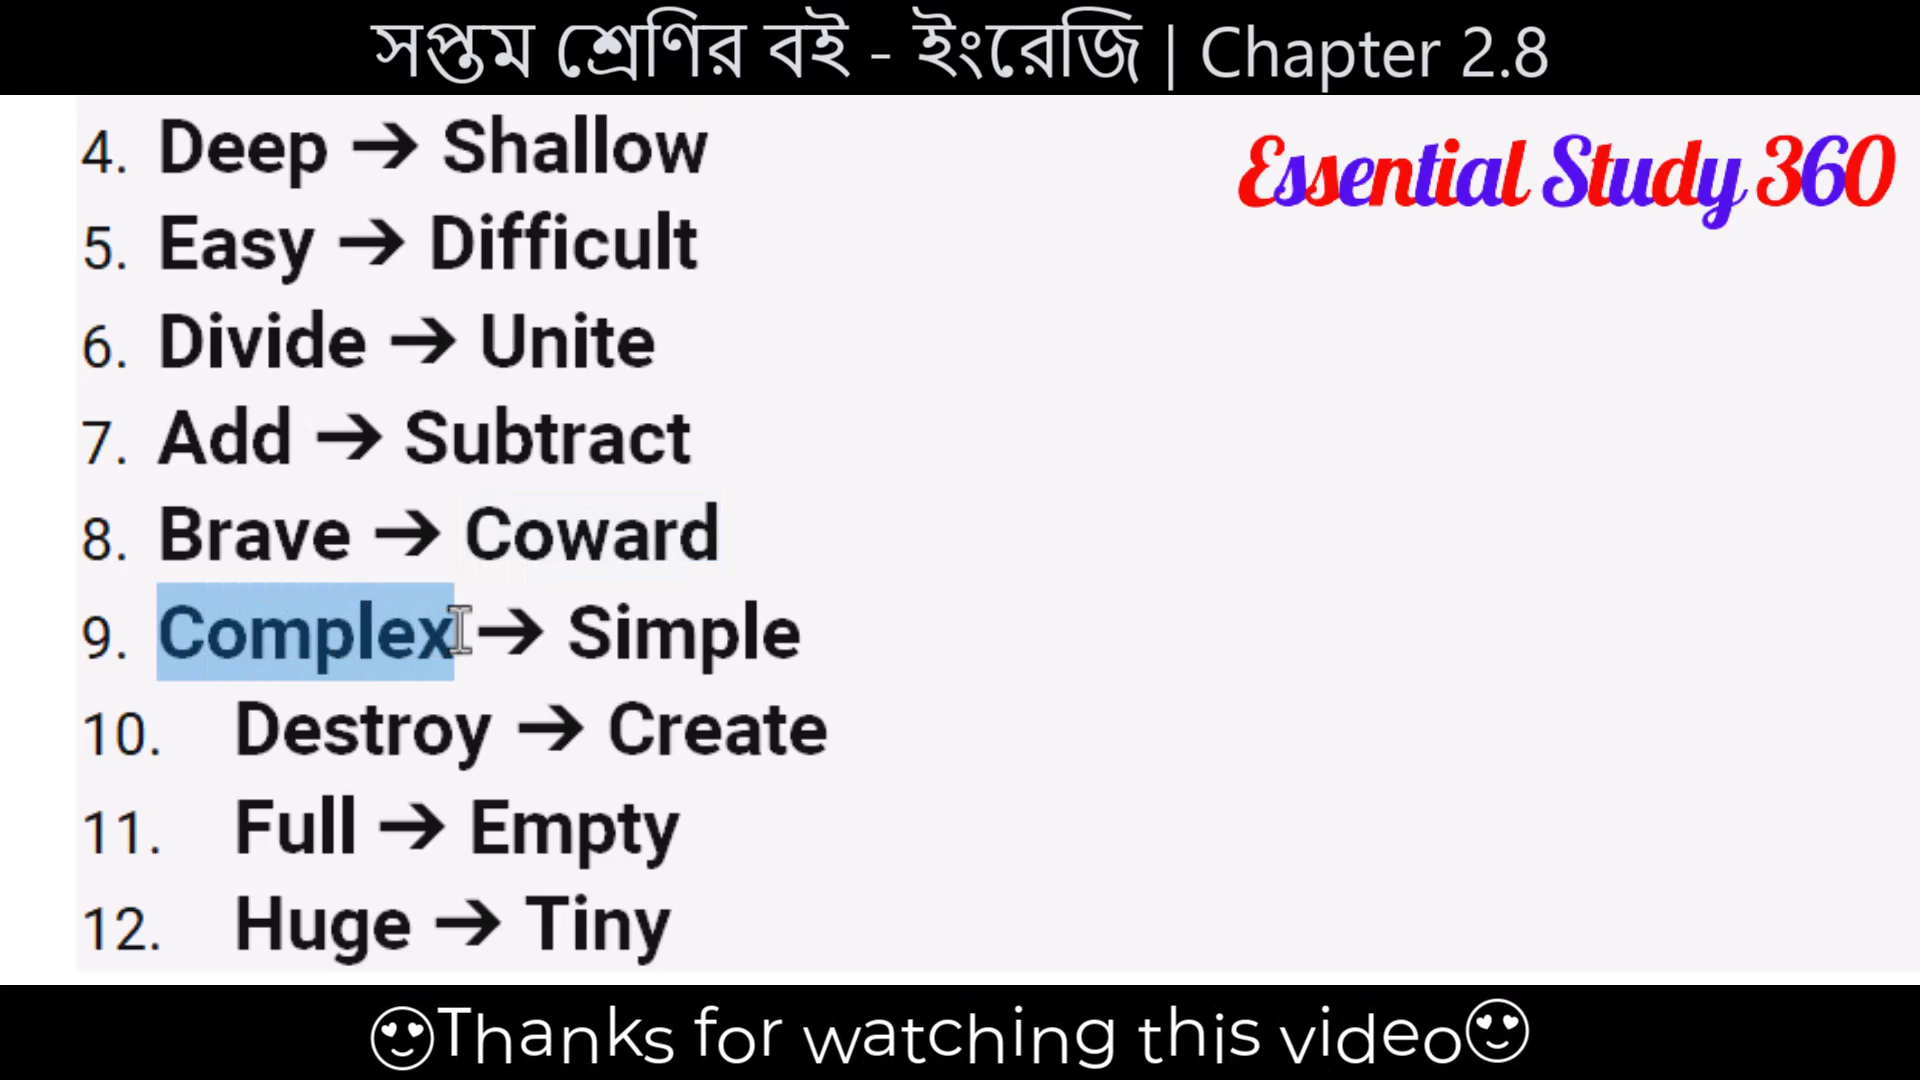 সপ্তম শ্রেণির বই - ইংরেজি | Chapter 2.8
Essential Study 360
4. Deep → Shallow
5. Easy → Difficult
6. Divide → Unite
7. Add → Subtract
8. Brave → Coward
9. Complex → Simple
10. Destroy → Create
11. Full → Empty
12. Huge → Tiny
😍Thanks for watching this video😍